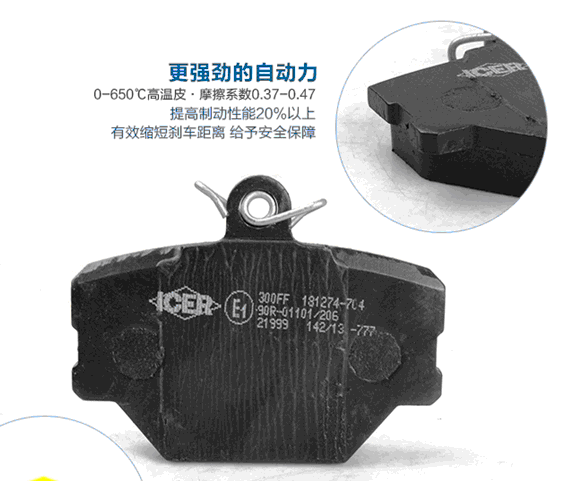 更强劲的自动力
0-650℃高温皮·摩擦系数0.37-0.47
提高制动性能20%以上
有效缩短刹车距离 给予安全保障
ICER
ICER
E1
300FF 181274-704
90R-01101/206
21999 142/13 -777